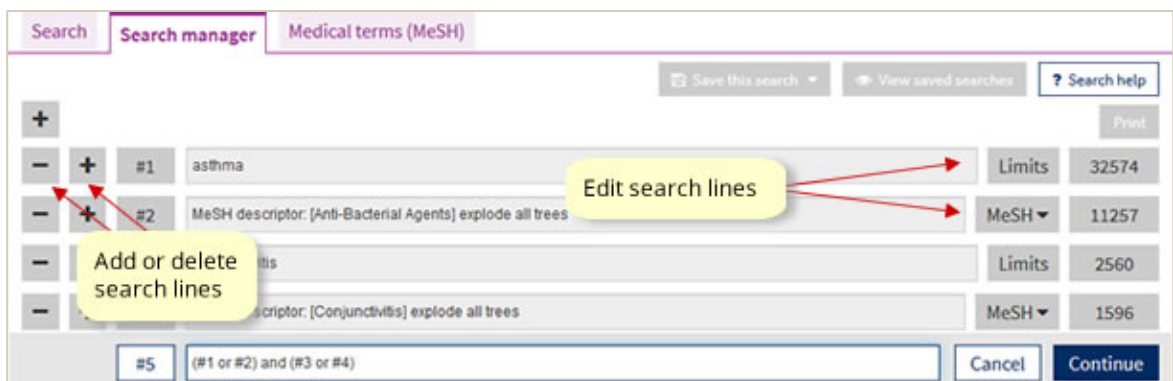 Search Search manager Medical terms (MeSH)
Save this search View saved searches ? Search help
+ Print
− + #1 asthma Limits 32574
Edit search lines
− + #2 MeSH descriptor: [Anti-Bacterial Agents] explode all trees MeSH 11257
Add or delete
search lines
− Limits 2560
− [Conjunctivitis] explode all trees MeSH 1596
#5 (#1 or #2) and (#3 or #4) Cancel Continue